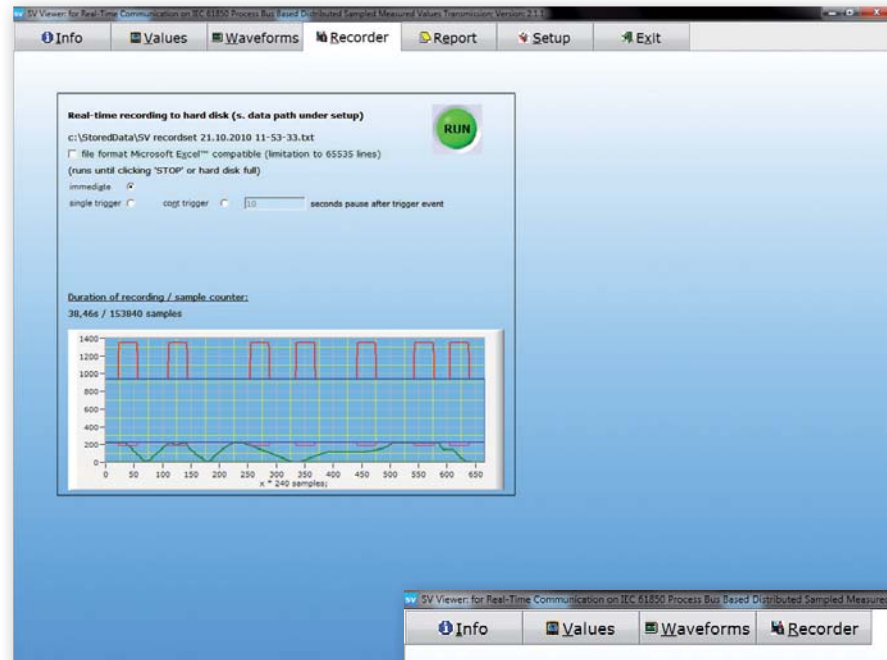 SV Viewer: for Real-Time Communication on IEC 61850 Process Bus Based Distributed Sampled Measured Values Transmission; Version: 2.1.1
Info Values Waveforms Recorder Report Setup Exit
Real-time recording to hard disk (s. data path under setup)
RUN
c:\StoredData\SV recordset 21.10.2010 11-53-33.txt
file format Microsoft Excel™ compatible (limitation to 65535 lines)
(runs until clicking 'STOP' or hard disk full)
immediate
single trigger cont trigger 10 seconds pause after trigger event
Duration of recording / sample counter:
38,46s / 153840 samples
1400
1200
1000
800
600
400
200
0
0 50 100 150 200 250 300 350 400 450 500 550 600 650
x * 240 samples;
SV Viewer: for Real-Time Communication on IEC 61850 Process Bus Based Distributed Sampled Measured
Info Values Waveforms Recorder